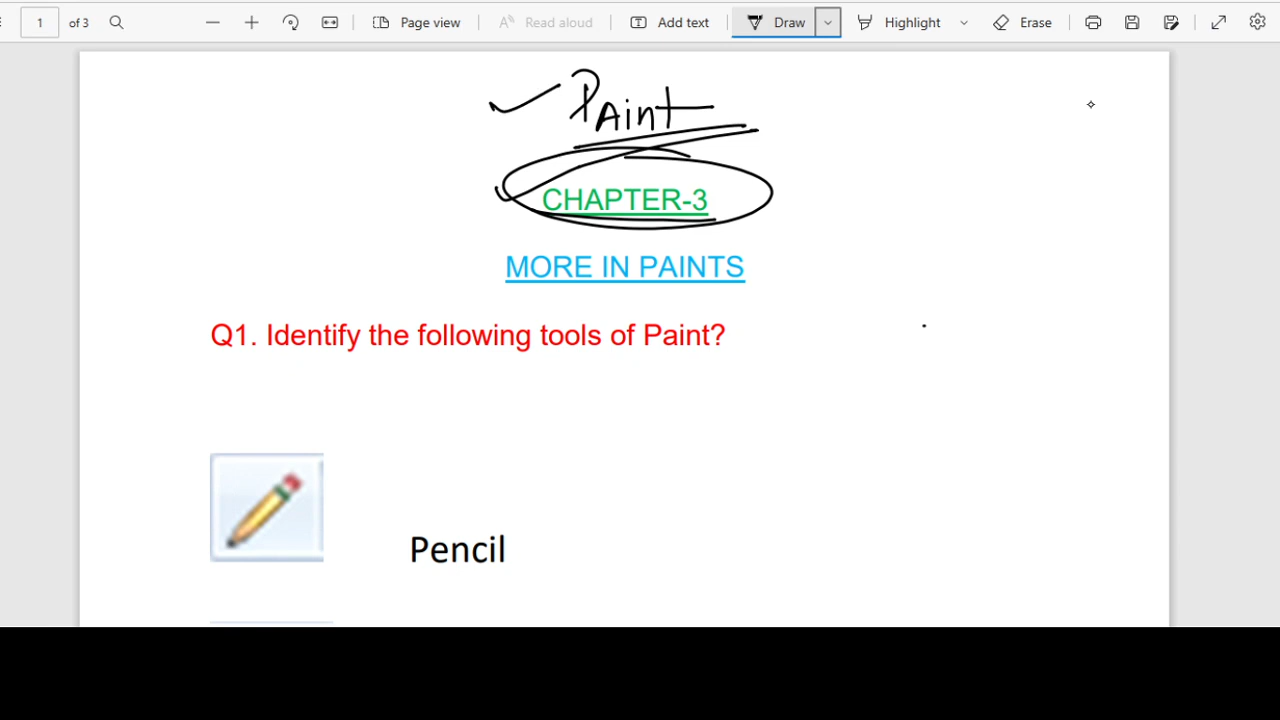 1 of 3 Page view Read aloud Add text Draw Highlight Erase
PAint
CHAPTER-3
MORE IN PAINTS
Q1. Identify the following tools of Paint?
Pencil